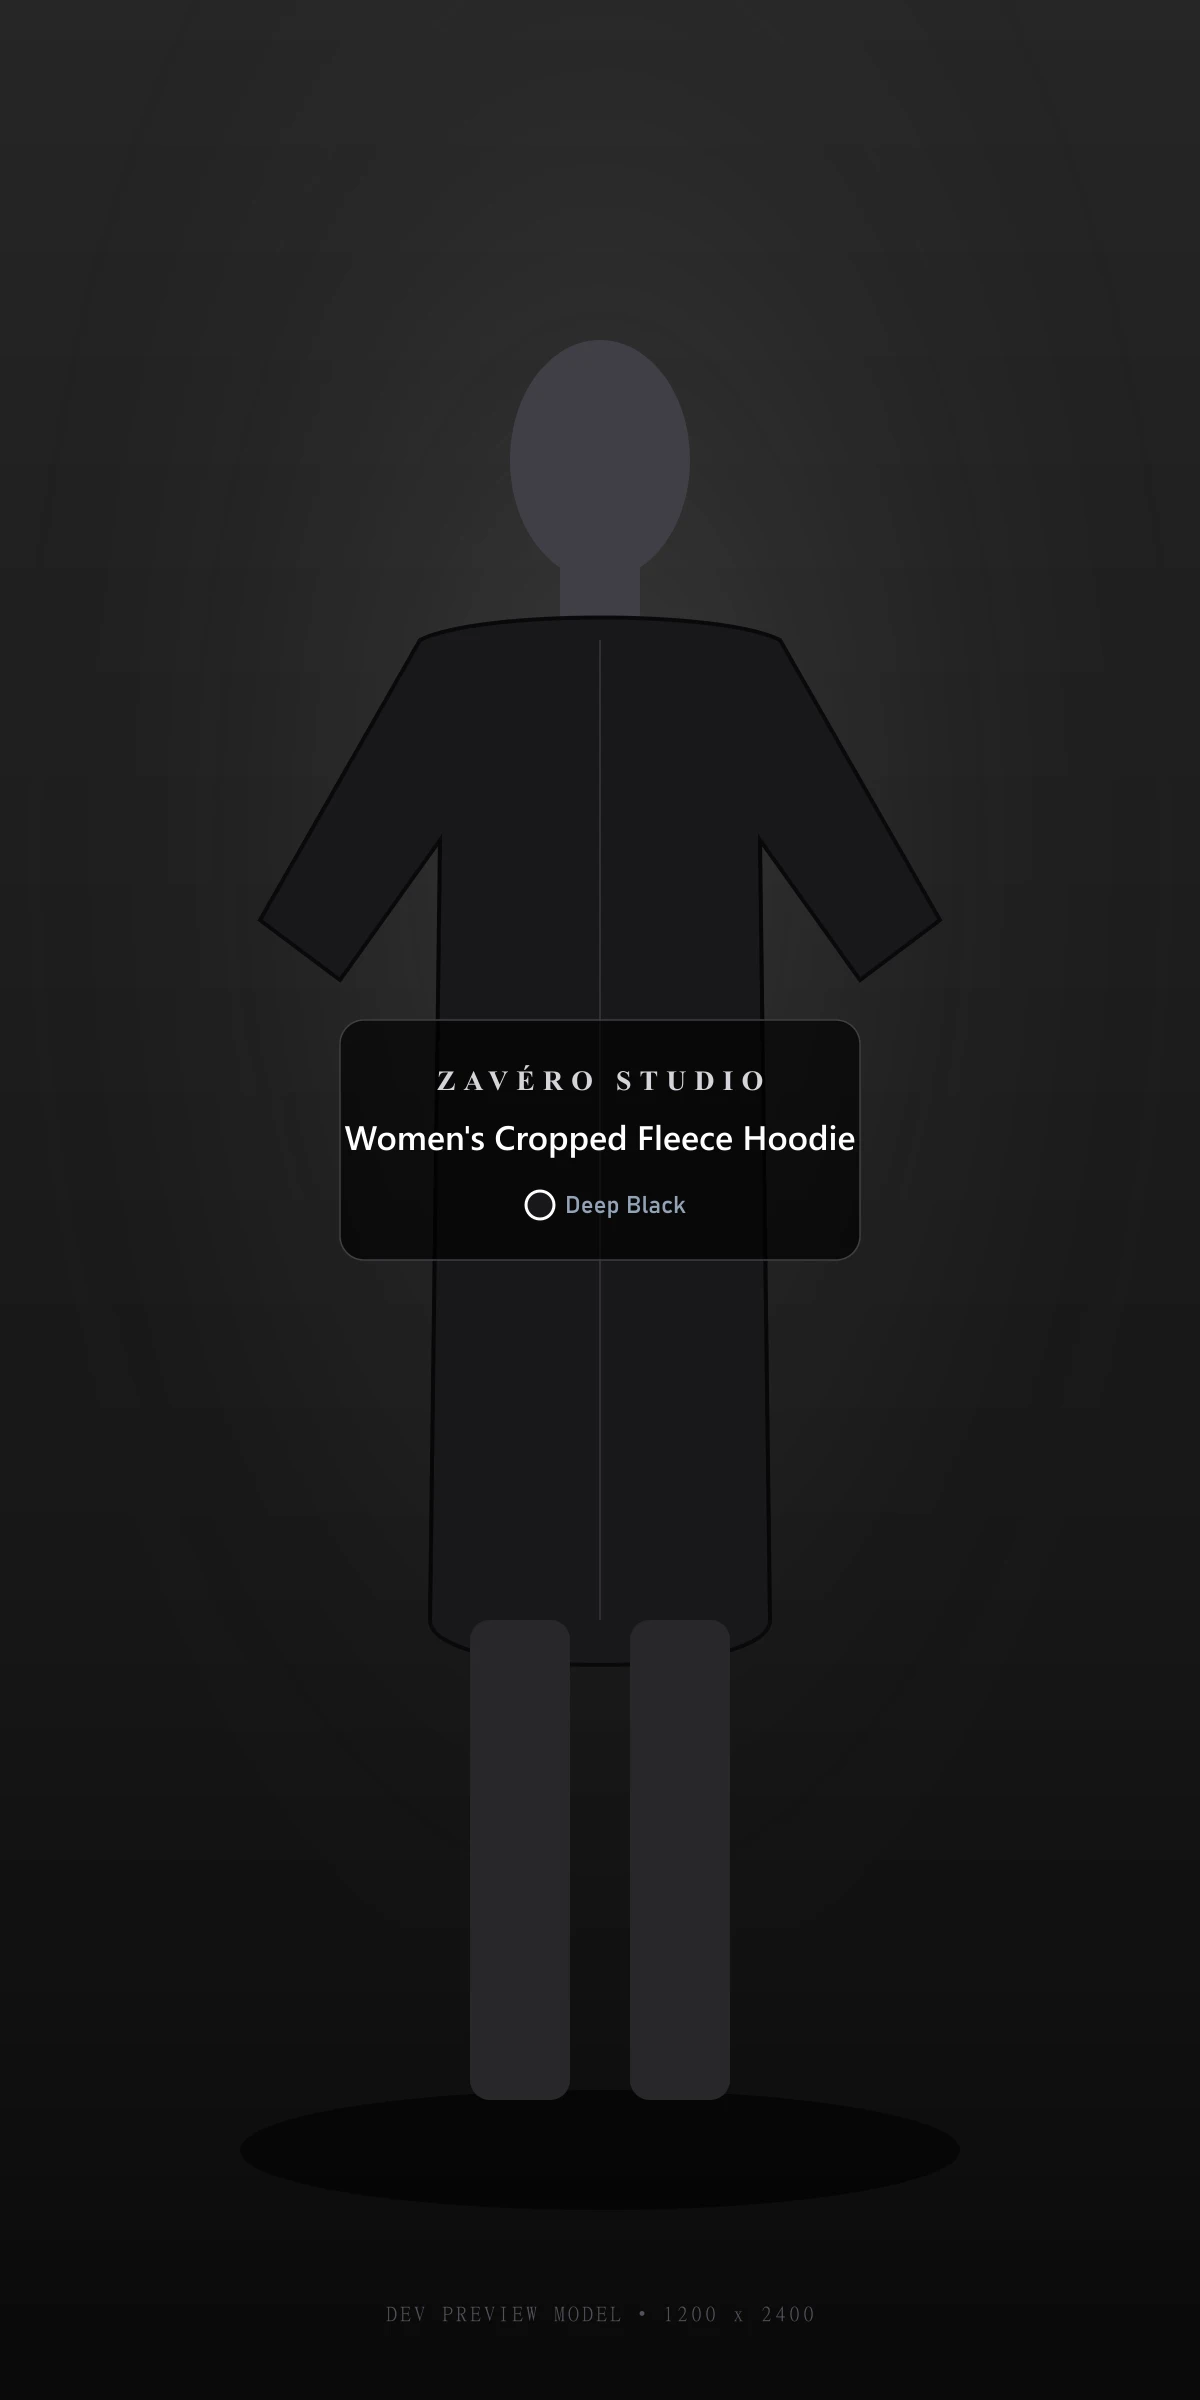 ZAVÉRO STUDIO
Women's Cropped Fleece Hoodie
Deep Black
DEV PREVIEW MODEL • 1200 x 2400